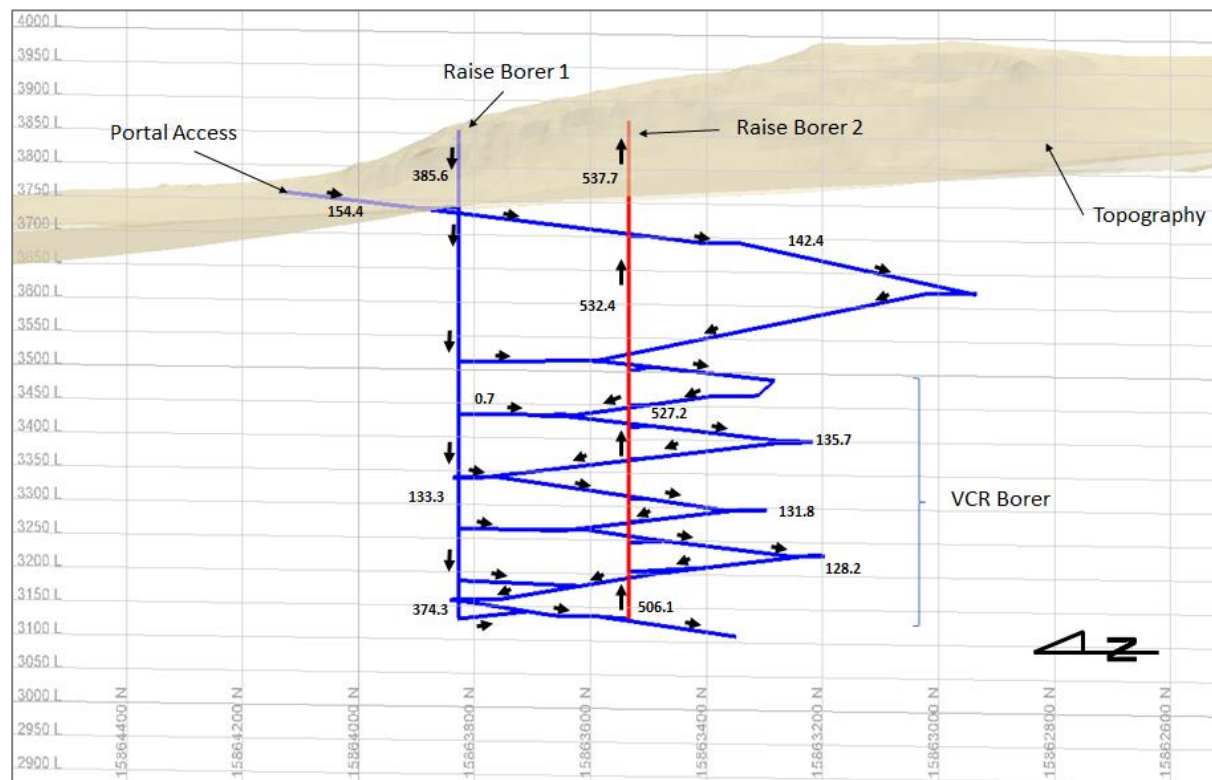 4000 L
3950 L
3900 L
3850 L
3800 L
3750 L
3700 L
3650 L
3600 L
3550 L
3500 L
3450 L
3400 L
3350 L
3300 L
3250 L
3200 L
3150 L
3100 L
3050 L
3000 L
2950 L
2900 L
Raise Borer 1
Portal Access
Raise Borer 2
385.6
537.7
154.4
Topography
142.4
532.4
0.7
527.2
135.7
133.3
131.8
VCR Borer
128.2
374.3
506.1
N
15864400 N
15864200 N
15864000 N
15863800 N
15863600 N
15863400 N
15863200 N
15863000 N
15862800 N
15862600 N